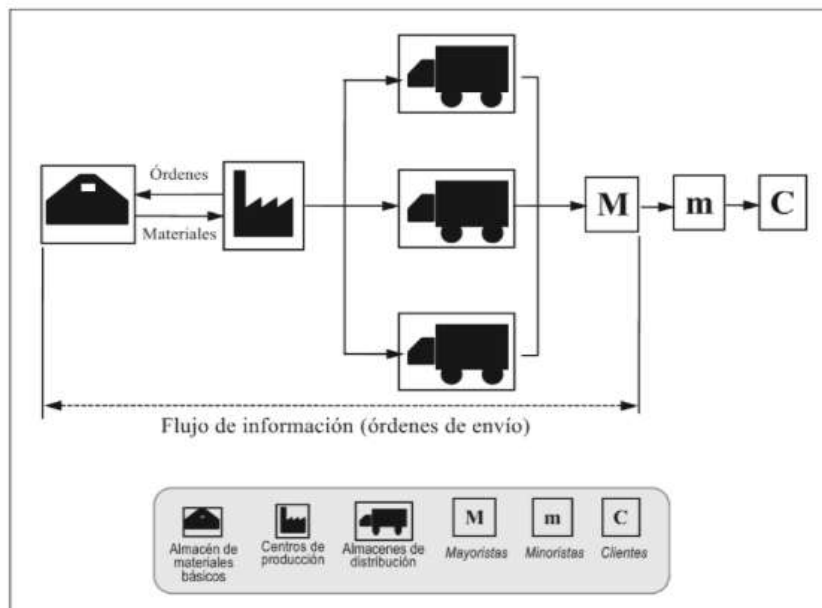 Órdenes
Materiales
M
m
C
Flujo de información (órdenes de envío)
Almacén de
materiales
básicos
Centros de
producción
Almacenes de
distribución
M
Mayoristas
m
Minoristas
C
Clientes